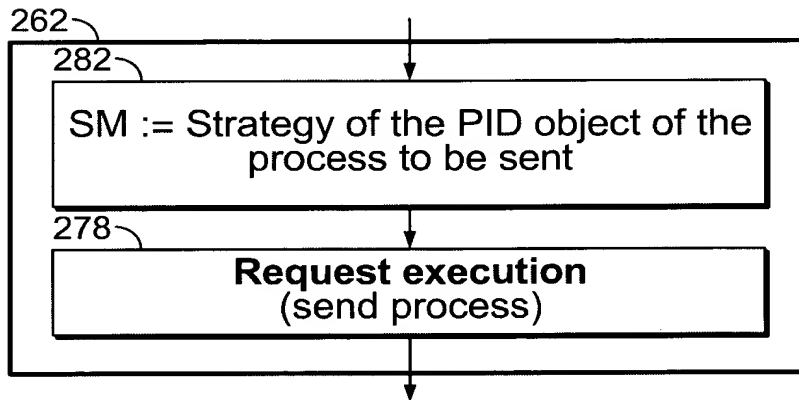 262
282
SM := Strategy of the PID object of the
process to be sent
278
Request execution
(send process)